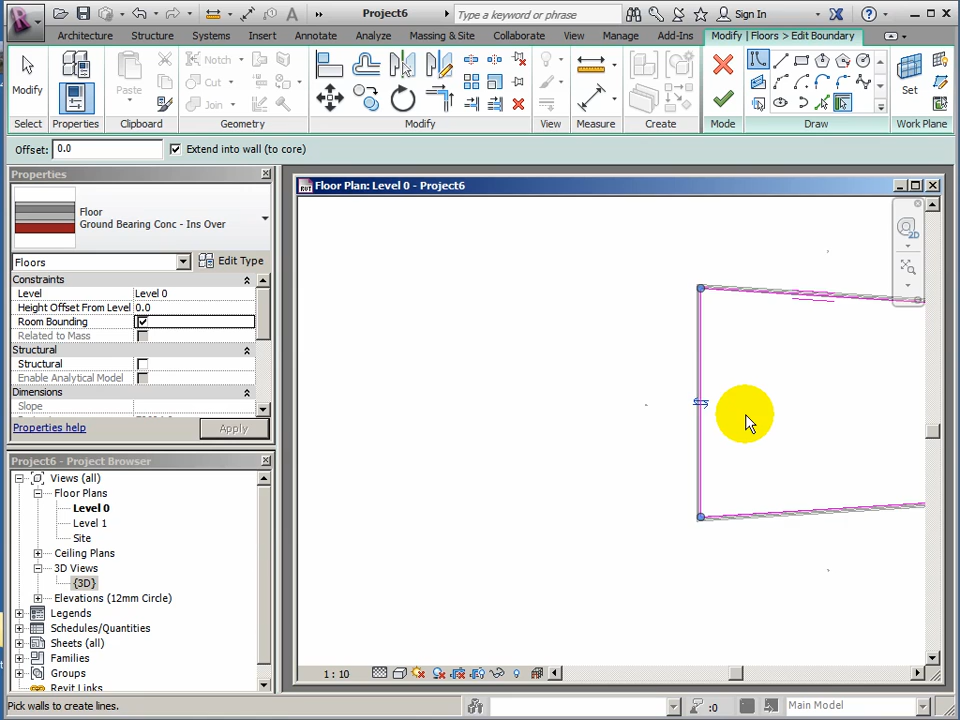 Project6
Type a keyword or phrase
Sign In
Architecture Structure Systems Insert Annotate Analyze Massing & Site Collaborate View Manage Add-Ins Modify | Floors > Edit Boundary
Modify
Paste
Notch
Cut
Join
Set
Select Properties Clipboard Geometry Modify View Measure Create Mode Draw Work Plane
Offset: 0.0 Extend into wall (to core)
Properties
Floor
Ground Bearing Conc - Ins Over
Floors Edit Type
Constraints
Level Level 0
Height Offset From Level 0.0
Room Bounding
Related to Mass
Structural
Structural
Enable Analytical Model
Dimensions
Slope
Properties help Apply
Project6 - Project Browser
Views (all)
Floor Plans
Level 0
Level 1
Site
Ceiling Plans
3D Views
{3D}
Elevations (12mm Circle)
Legends
Schedules/Quantities
Sheets (all)
Families
Groups
Revit Links
Floor Plan: Level 0 - Project6
2D
1 : 10
Pick walls to create lines.
:0
Main Model